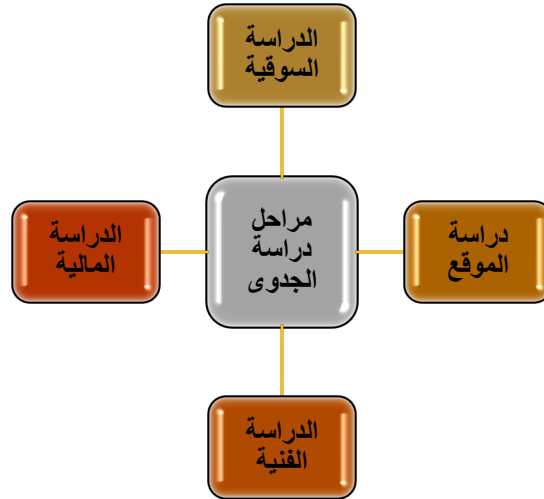 الدراسة
السوقية
مراحل
دراسة
الجدوى
دراسة
الموقع
الدراسة
المالية
الدراسة
الفنية